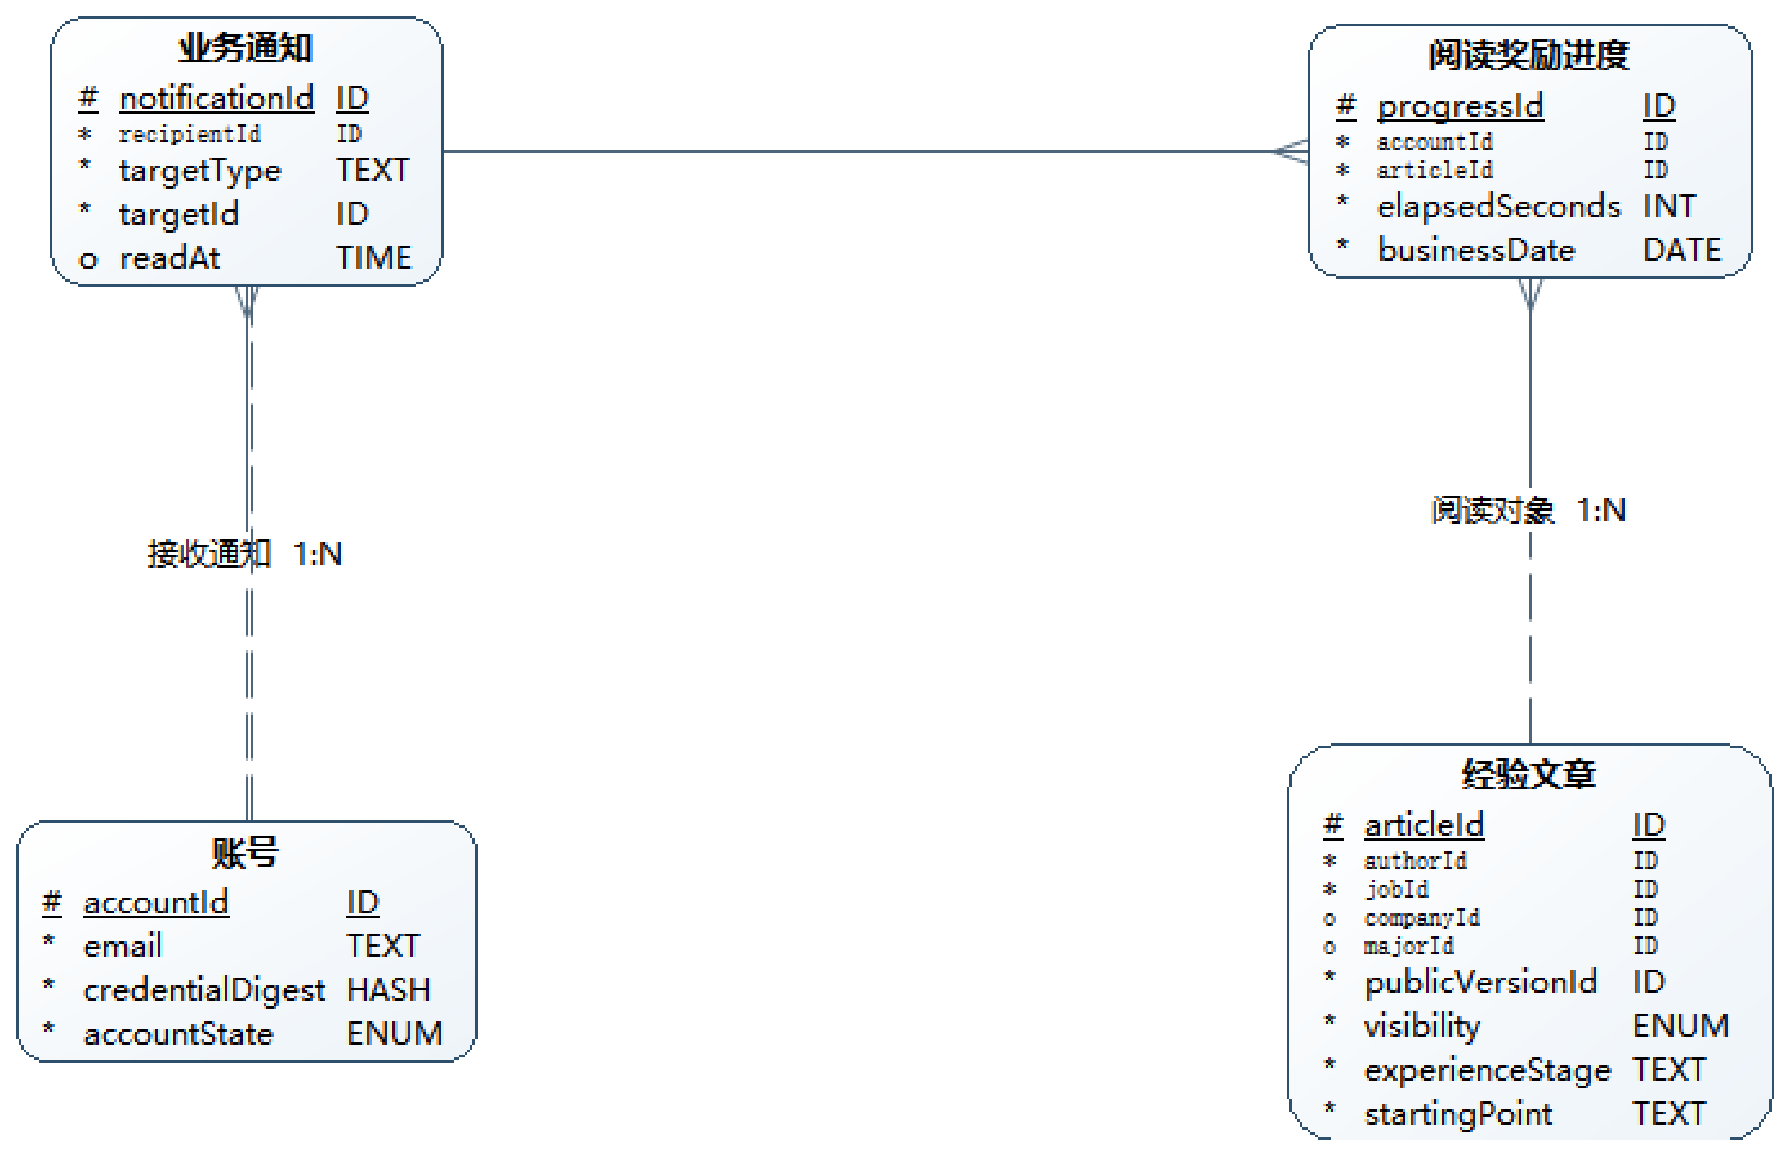 业务通知
# notificationId ID
* recipientId ID
* targetType TEXT
* targetId ID
o readAt TIME
阅读奖励进度
# progressId ID
* accountId ID
* articleId ID
* elapsedSeconds INT
* businessDate DATE
接收通知 1:N
阅读对象 1:N
账号
# accountId ID
* email TEXT
* credentialDigest HASH
* accountState ENUM
经验文章
# articleId ID
* authorId ID
* jobId ID
o companyId ID
o majorId ID
* publicVersionId ID
* visibility ENUM
* experienceStage TEXT
* startingPoint TEXT